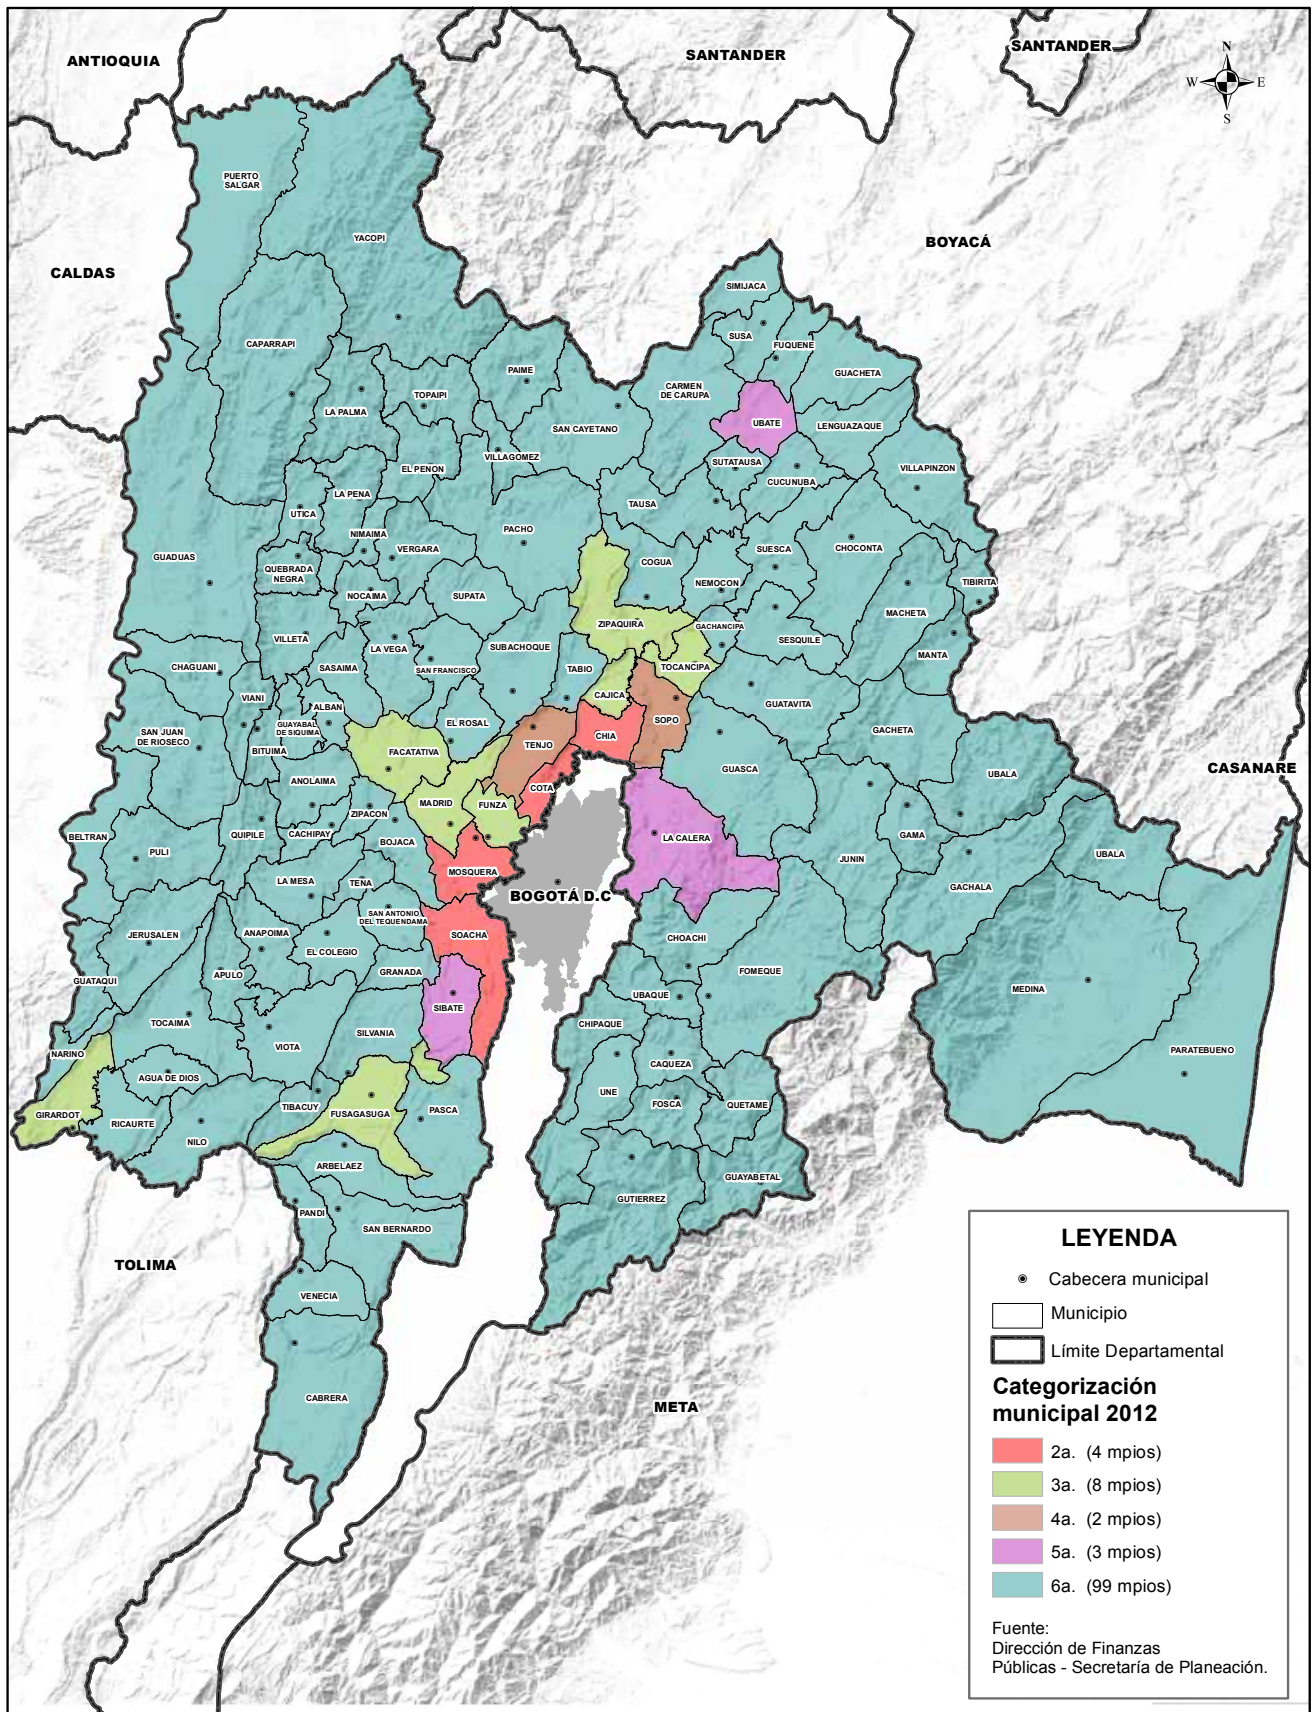 ANTIOQUIA
SANTANDER
SANTANDER
N
W
E
S
PUERTO
SALGAR
YACOPI
BOYACÁ
CALDAS
SIMIJACA
SUSA
FUQUENE
CAPARRAPI
GUACHETA
PAIME
CARMEN
DE CARUPA
TOPAIPI
LA PALMA
UBATE
LENGUAZAQUE
SAN CAYETANO
VILLAGOMEZ
EL PENON
SUTATAUSA
VILLAPINZON
CUCUNUBA
LA PENA
TAUSA
UTICA
PACHO
NIMAIMA
VERGARA
CHOCONTA
SUESCA
GUADUAS
COGUA
QUEBRADA
NEGRA
NEMOCON
TIBIRITA
NOCAIMA
SUPATA
MACHETA
ZIPAQUIRA
GACHANCIPA
VILLETA
SESQUILE
LA VEGA
SUBACHOQUE
MANTA
CHAGUANI
SASAIMA
SAN FRANCISCO
TABIO
TOCANCIPA
VIANI
CAJICA
ALBAN
GUATAVITA
SOPO
EL ROSAL
GUAYABAL
DE SIQUIMA
SAN JUAN
DE RIOSECO
GACHETA
CHIA
TENJO
BITUIMA
FACATATIVA
GUASCA
UBALA
CASANARE
ANOLAIMA
COTA
MADRID
FUNZA
ZIPACON
BELTRAN
QUIPILE
CACHIPAY
GAMA
LA CALERA
BOJACA
PULI
UBALA
JUNIN
MOSQUERA
LA MESA
TENA
GACHALA
BOGOTÁ D.C
SAN ANTONIO
DEL TEQUENDAMA
JERUSALEN
ANAPOIMA
SOACHA
CHOACHI
EL COLEGIO
APULO
GRANADA
FOMEQUE
GUATAQUI
MEDINA
UBAQUE
SIBATE
TOCAIMA
CHIPAQUE
SILVANIA
VIOTA
PARATEBUENO
NARINO
CAQUEZA
AGUA DE DIOS
UNE
FOSCA
QUETAME
TIBACUY
GIRARDOT
FUSAGASUGA
PASCA
RICAURTE
NILO
ARBELAEZ
GUAYABETAL
GUTIERREZ
PANDI
SAN BERNARDO
TOLIMA
VENECIA
CABRERA
META
LEYENDA
Cabecera municipal
Municipio
Límite Departamental
Categorización
municipal 2012
2a. (4 mpios)
3a. (8 mpios)
4a. (2 mpios)
5a. (3 mpios)
6a. (99 mpios)
Fuente:
Dirección de Finanzas
Públicas - Secretaría de Planeación.